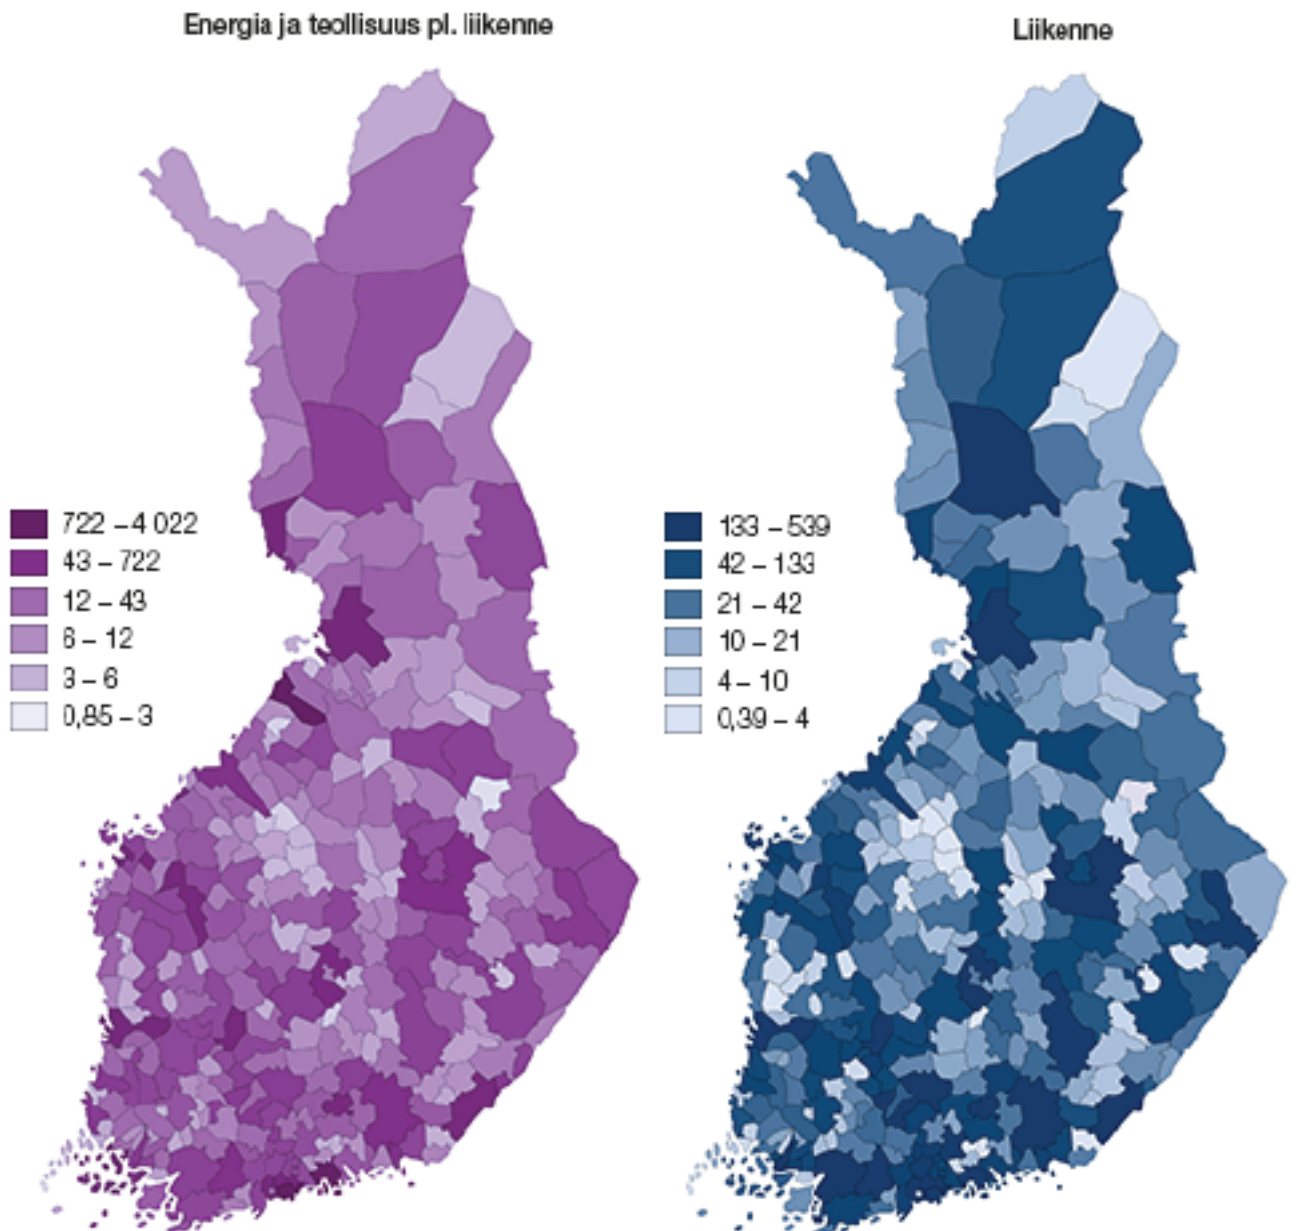 Energia ja teollisuus pl. liikenne
Liikenne
722 – 4 022
43 – 722
12 – 43
6 – 12
3 – 6
0,85 – 3
133 – 539
42 – 133
21 – 42
10 – 21
4 – 10
0,39 – 4